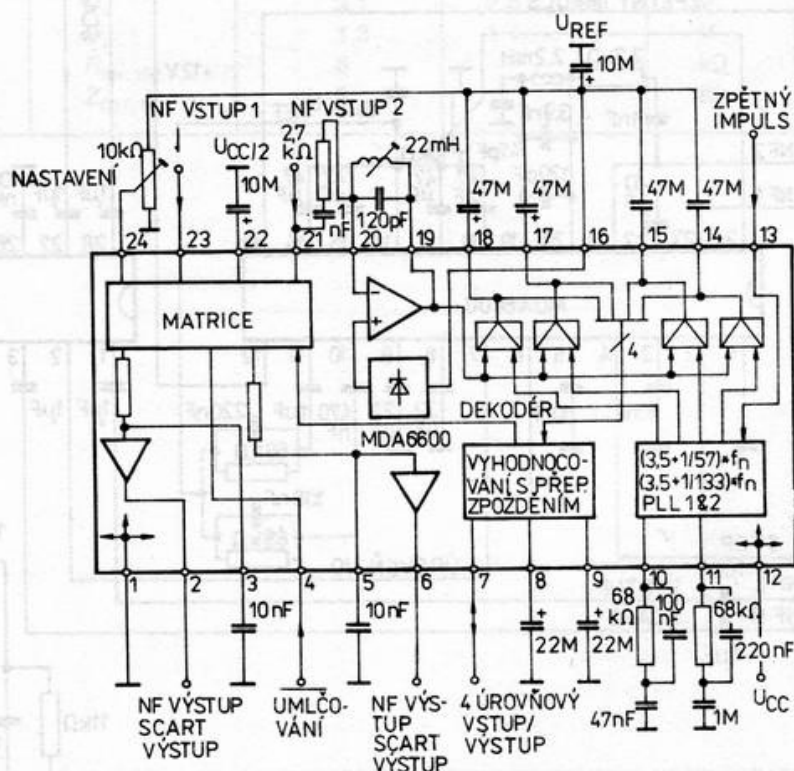 U REF
10M
NF VSTUP 1
NF VSTUP 2
ZPĚTNÝ
IMPULS
10kΩ
NASTAVENÍ
UCC/2
10M
2,7
kΩ
22mH
1
nF
120pF
47M
47M
47M
47M
24
23
22
21
20
19
18
17
16
15
14
13
MATRICE
−
+
4
DEKODÉR
MDA6600
VYHODNOCO-
VÁNÍ S PŘEP.
ZPOŽDĚNÍM
(3,5+1/57)*fn
(3,5+1/133)*fn
PLL 1&2
1
2
3
4
5
6
7
8
9
10
11
12
10nF
10nF
22M
22M
68
kΩ
100
nF
68kΩ
220nF
47nF
1M
UCC
NF VÝSTUP
SCART
VÝSTUP
UMLČO-
VÁNÍ
NF VÝS-
TUP
SCART
VÝSTUP
4 ÚROVŇOVÝ
VSTUP/
VÝSTUP